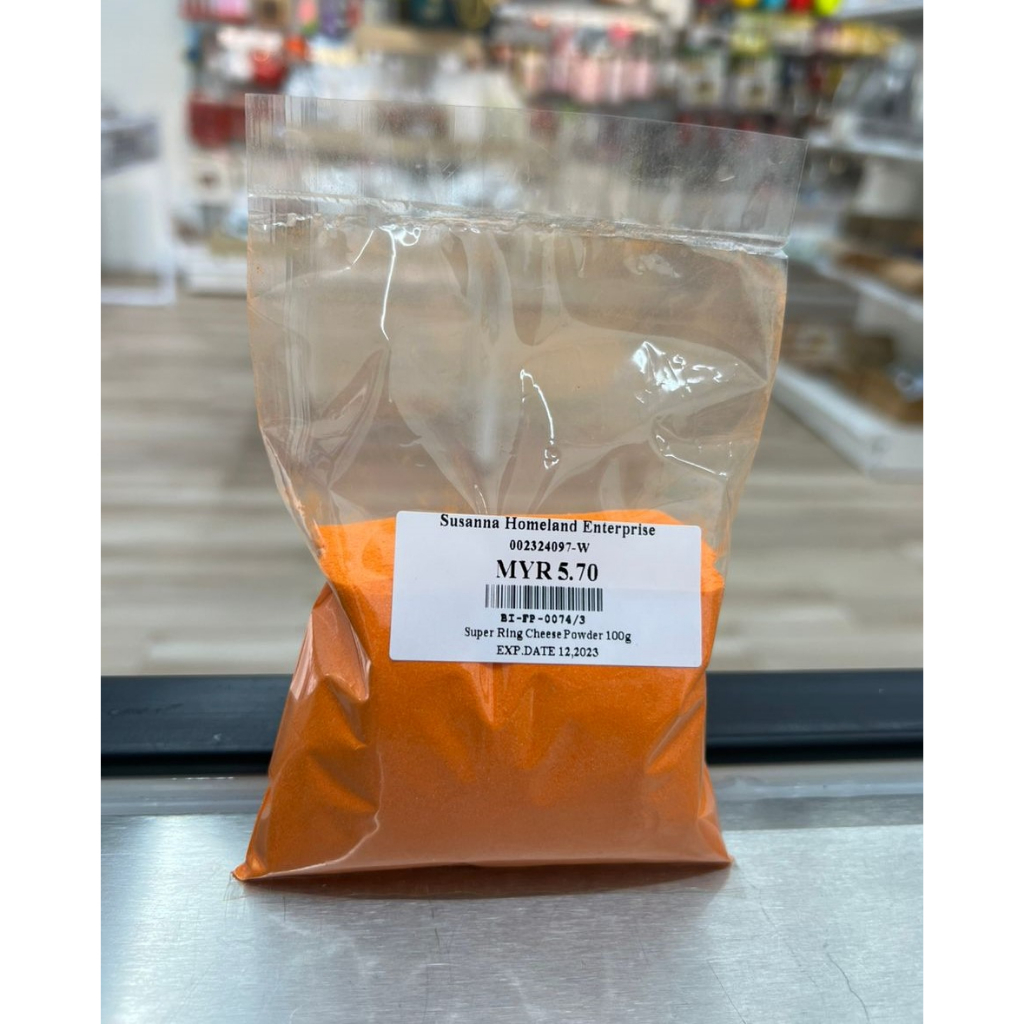 Susanna Homeland Enterprise
002324097-W
MYR 5.70
BI-FP-0074/3
Super Ring Cheese Powder 100g
EXP.DATE 12,2023